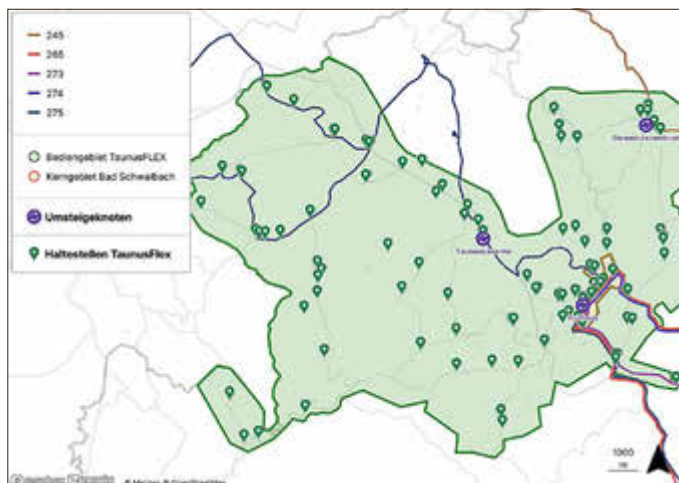 245
265
273
274
275
Bediengebiet TaunusFLEX
Kerngebiet Bad Schwalbach
Umsteigeknoten
Haltestellen TaunusFlex
1000